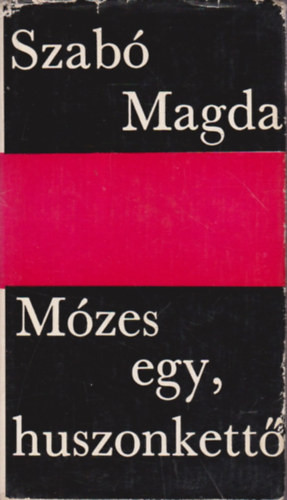 Szabó
Magda
Mózes
egy,
huszonkettő